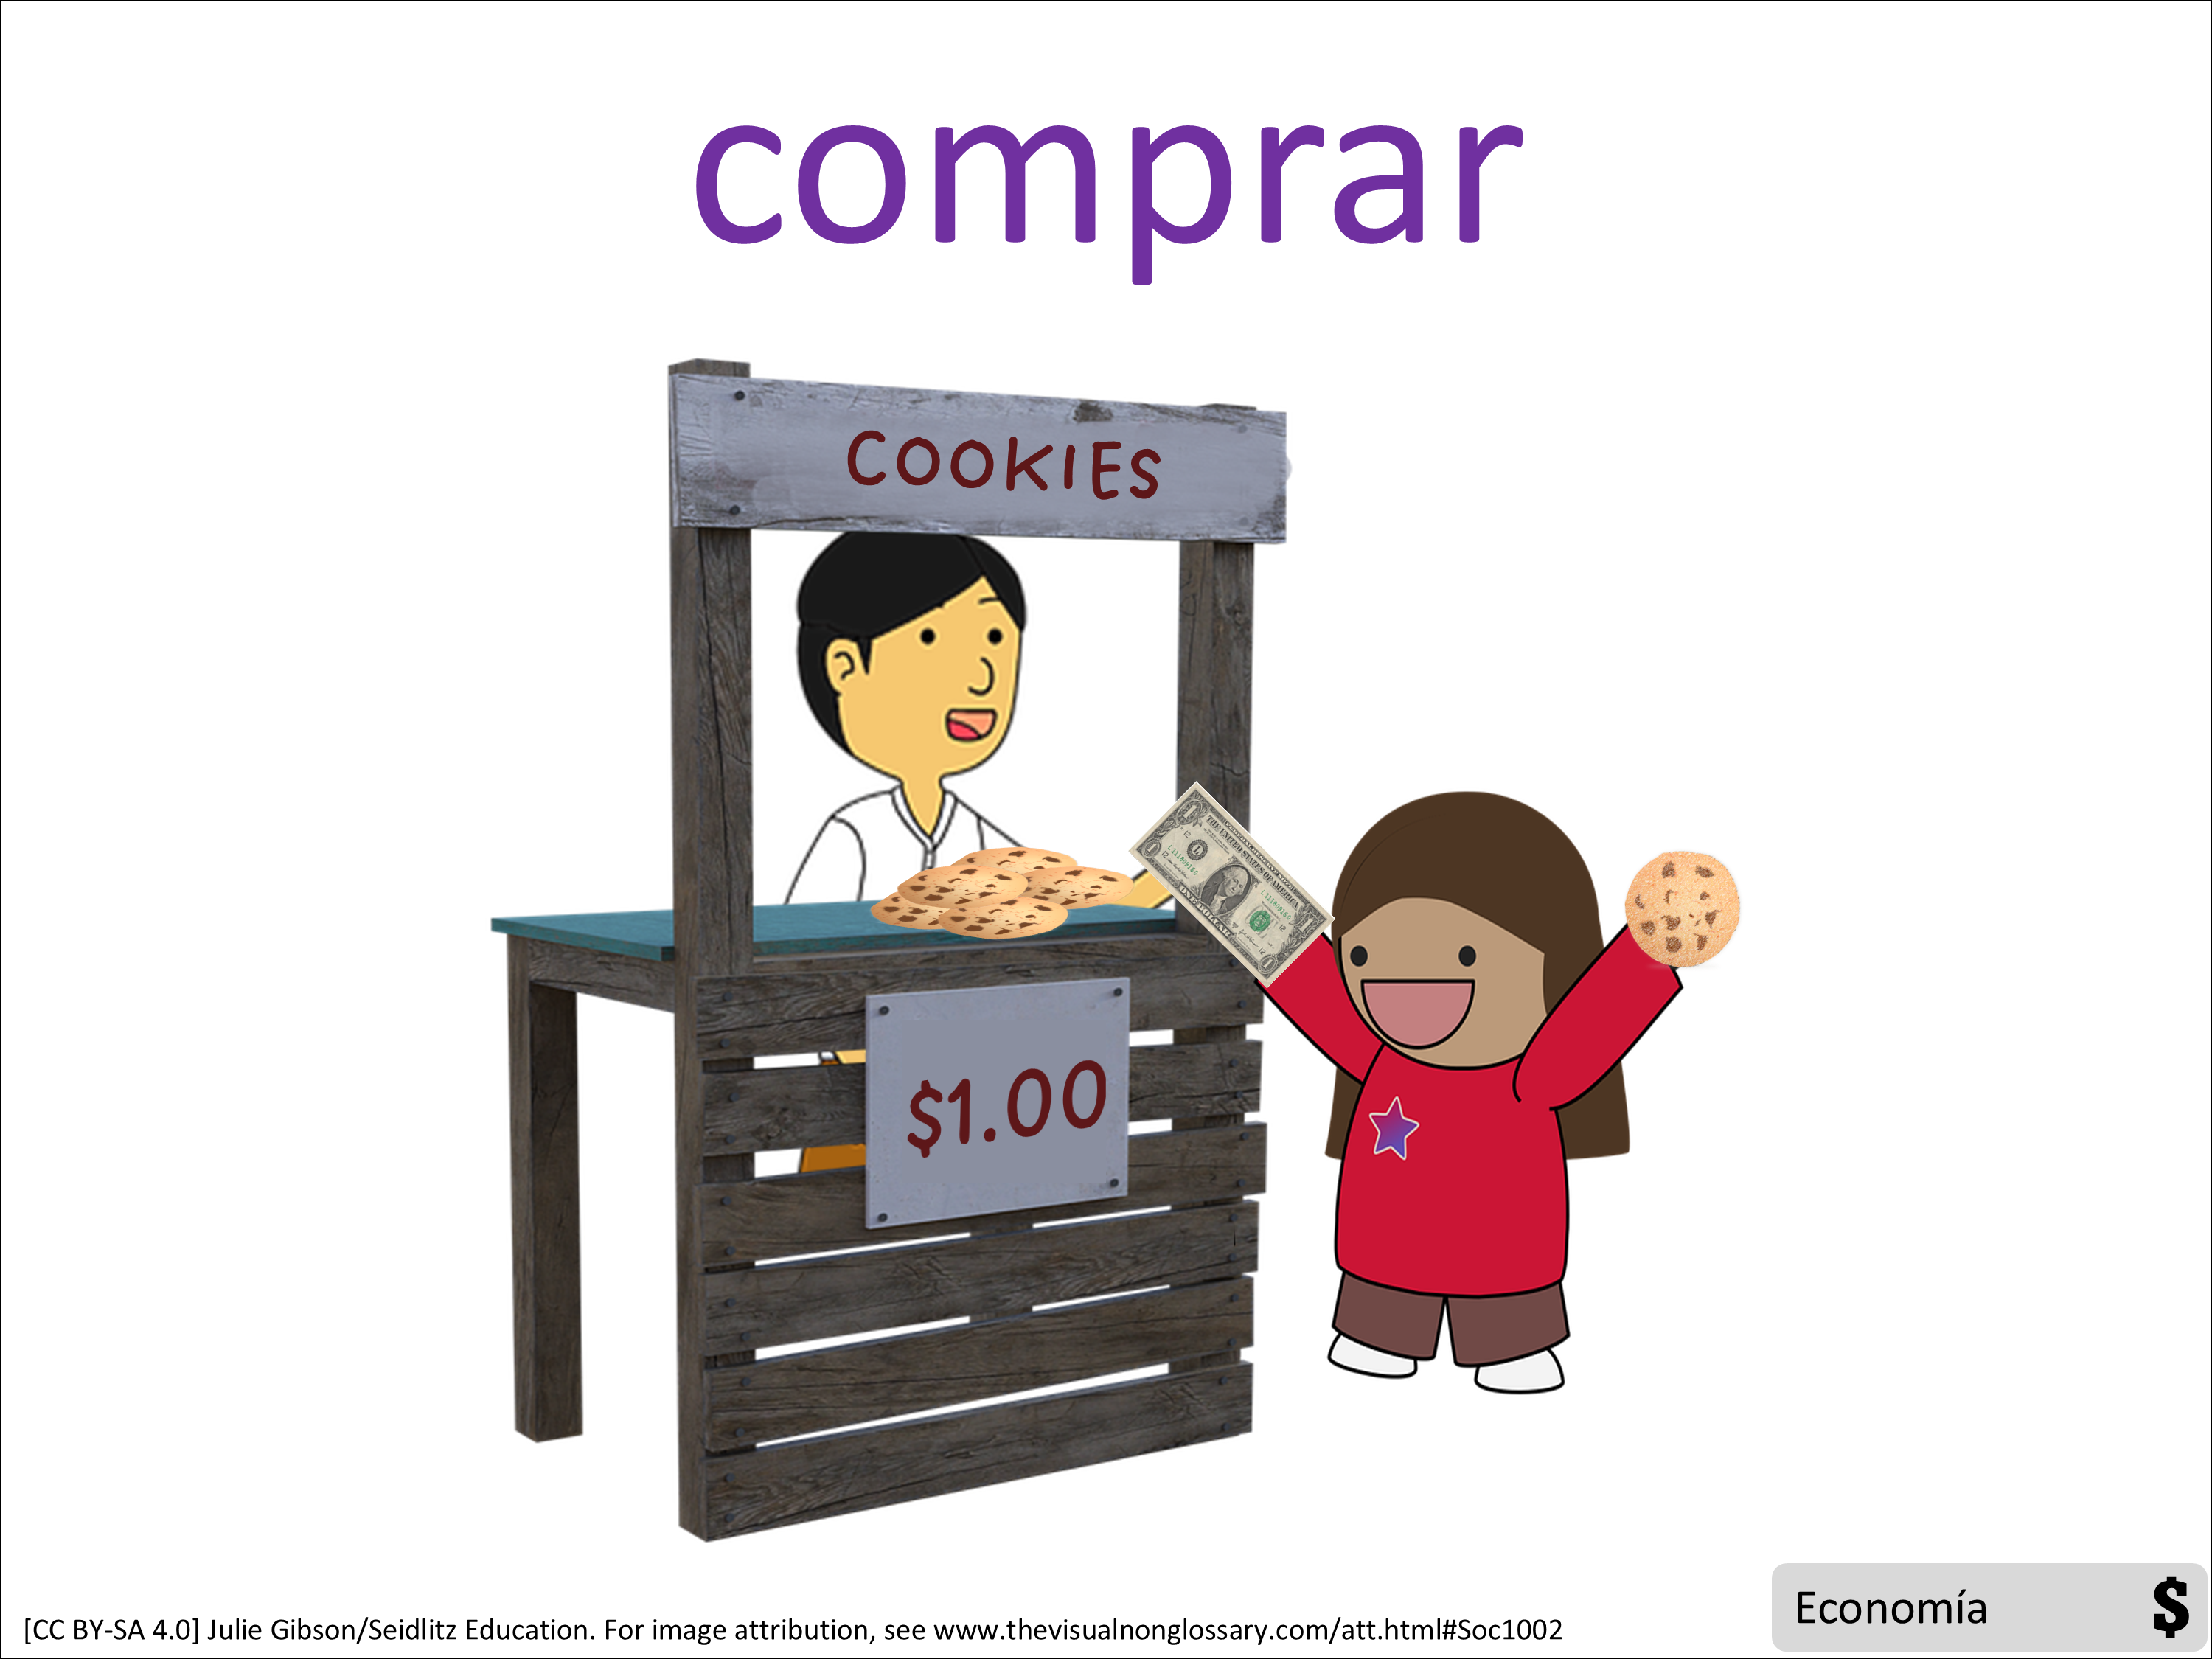 comprar
COOKIES
$1.00
[CC BY-SA 4.0] Julie Gibson/Seidlitz Education. For image attribution, see www.thevisualnonglossary.com/att.html#Soc1002
Economía $